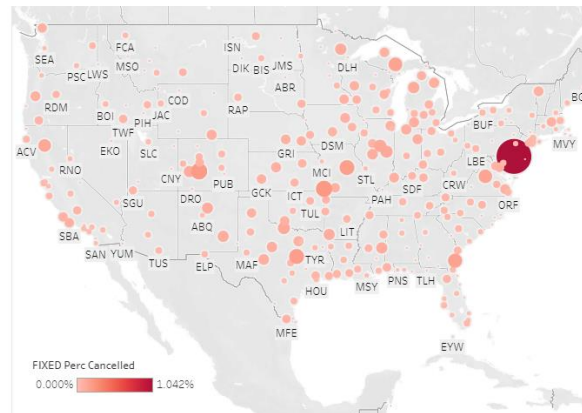 FCA
ISN
SEA
MSO
DIK BIS JMS
DLH
PSC LWS
ABR
RDM
COD
RAP
BO
BOI
PIH JAC
BUF
MVY
TWF
DSM
ACV
EKO
SLC
GRI
LBE
RNO
CNY
MCI
STL
SDF
CRW
PUB
GCK
ICT
PAH
ORF
SGU
DRO
TUL
ABQ
LIT
SBA
SAN YUM
TUS
ELP
MAF
TYR
HOU
MSY
PNS
TLH
MFE
EYW
FIXED Perc Cancelled
0.000%
1.042%